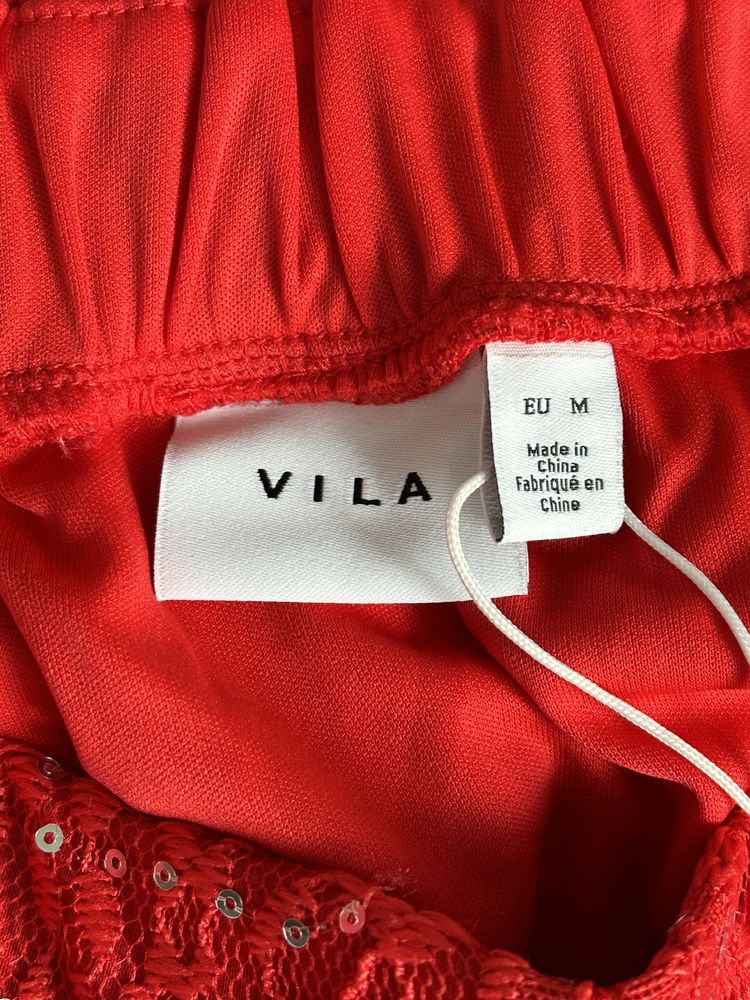 VILA
EU M
Made in
China
Fabriqué en
Chine